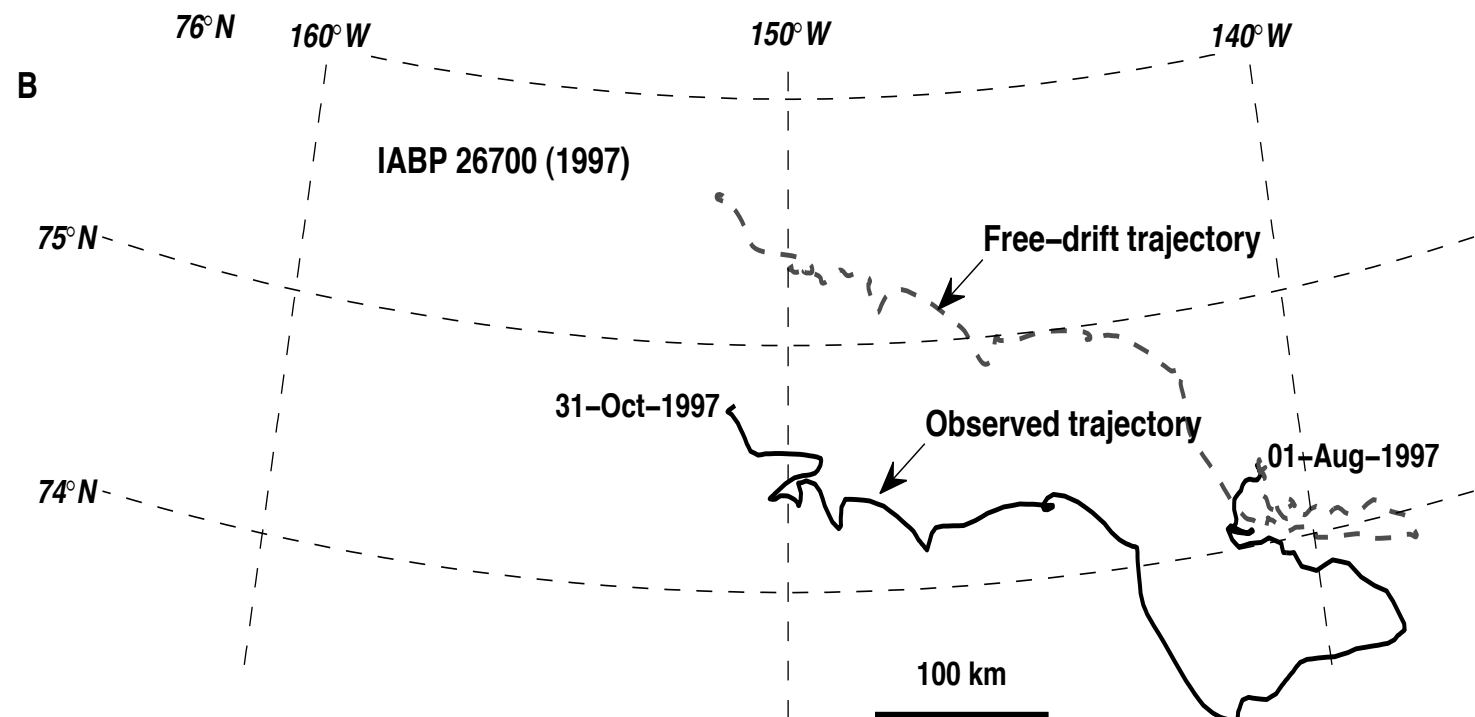 76°N
160°W
150°W
140°W
B
IABP 26700 (1997)
75°N
Free–drift trajectory
31–Oct–1997
Observed trajectory
01–Aug–1997
74°N
100 km